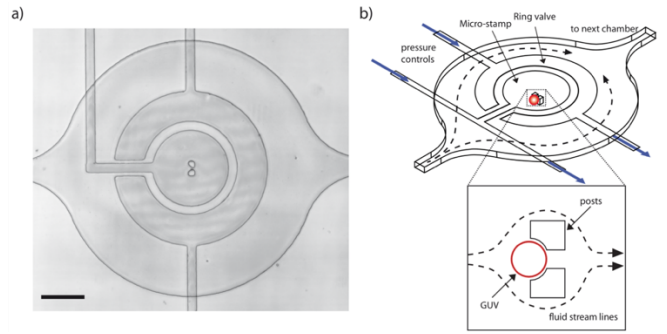 a)
b)
Micro-stamp
Ring valve
to next chamber
pressure
controls
posts
GUV
fluid stream lines